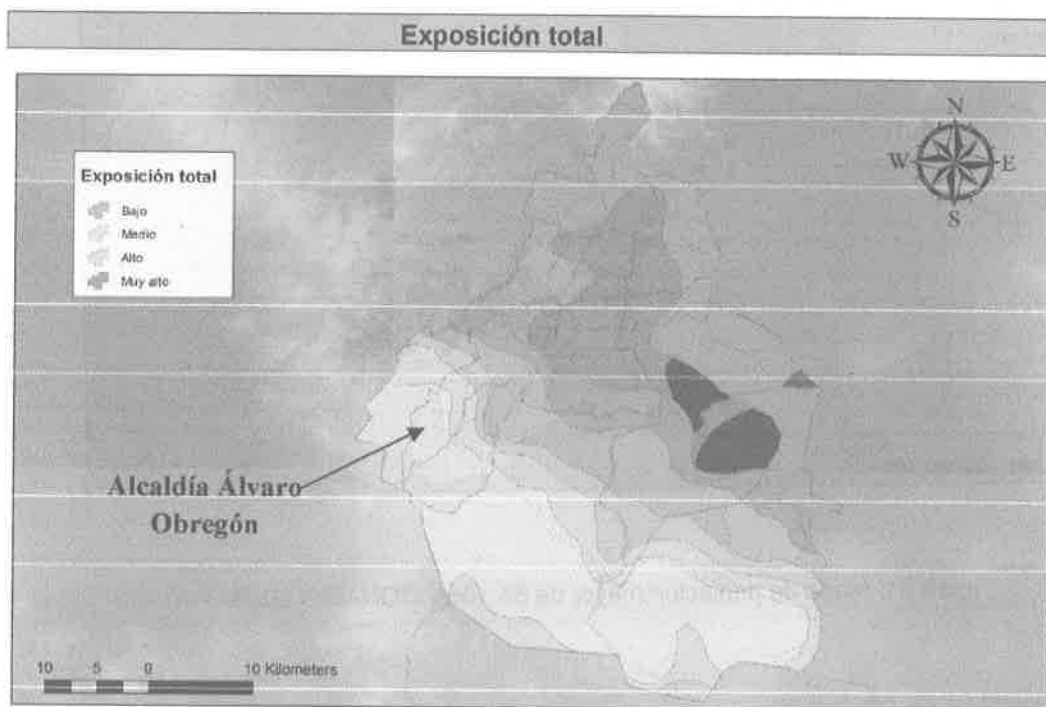 Exposición total
N
W E
S
Exposición total
Bajo
Medio
Alto
Muy alto
Alcaldía Álvaro
Obregón
10 5 0 10 Kilometers